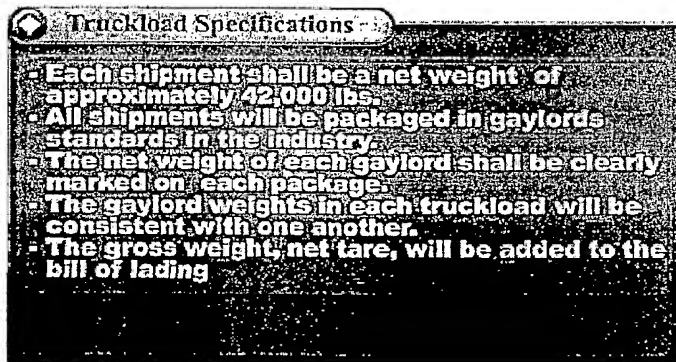 Truckload Specifications
- Each shipment shall be a net weight of
approximately 42,000 lbs.
- All shipments will be packaged in gaylords
standards in the industry.
- The net weight of each gaylord shall be clearly
marked on each package.
- The gaylord weights in each truckload will be
consistent with one another.
- The gross weight, net tare, will be added to the
bill of lading